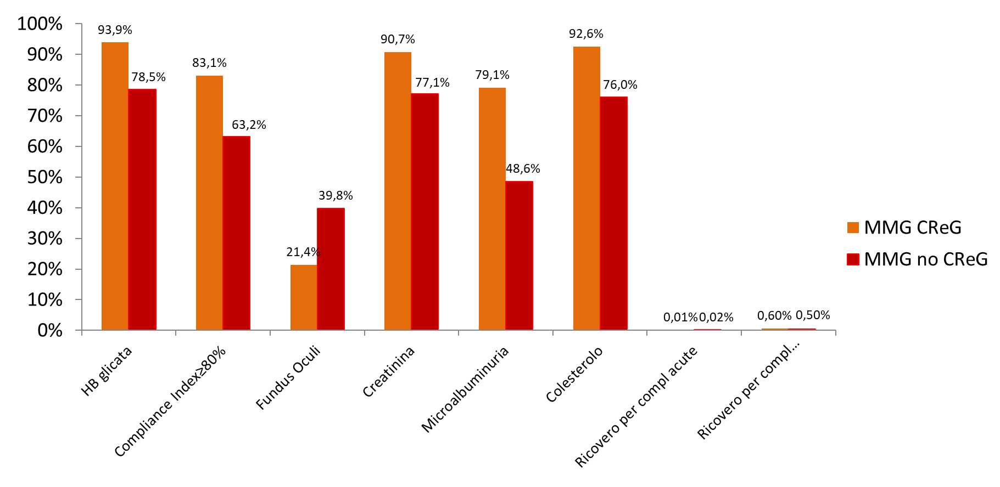 100%
90%
80%
70%
60%
50%
40%
30%
20%
10%
0%
93,9%
78,5%
83,1%
63,2%
21,4%
39,8%
90,7%
77,1%
79,1%
48,6%
92,6%
76,0%
0,01%
0,02%
0,60%
0,50%
HB glicata
Compliance Index≥80%
Fundus Oculi
Creatinina
Microalbuminuria
Colesterolo
Ricovero per compl acute
Ricovero per compl...
MMG CReG
MMG no CReG